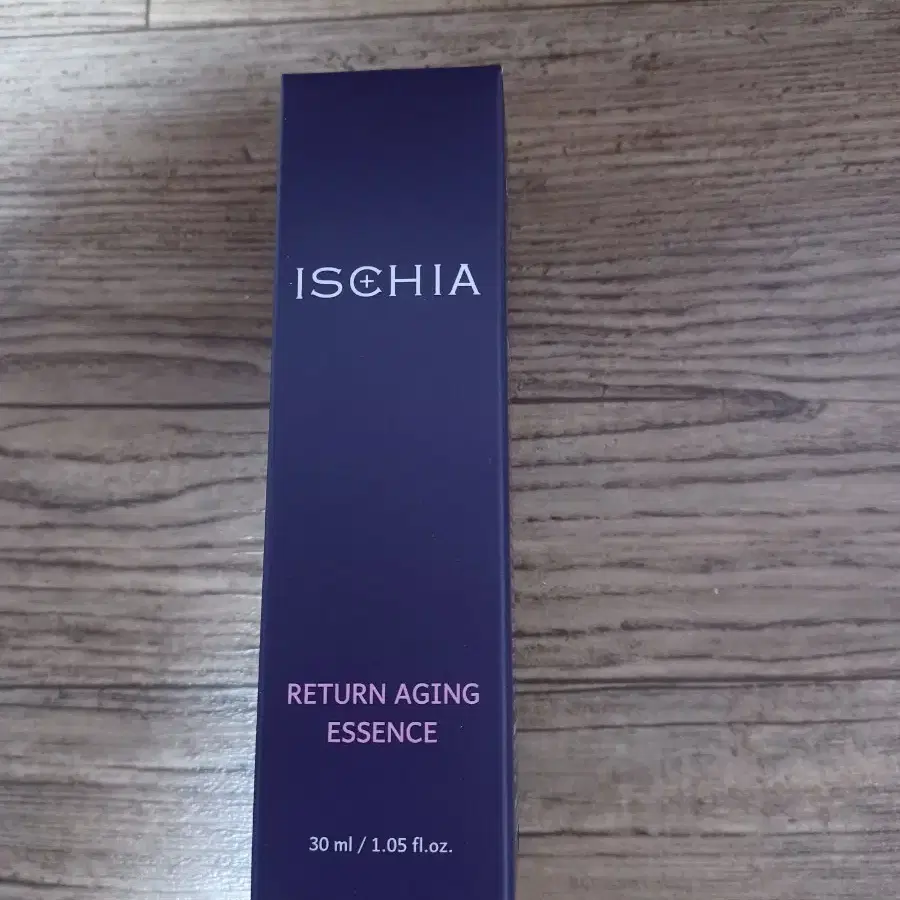 ISCHIA
RETURN AGING
ESSENCE
30 ml / 1.05 fl.oz.